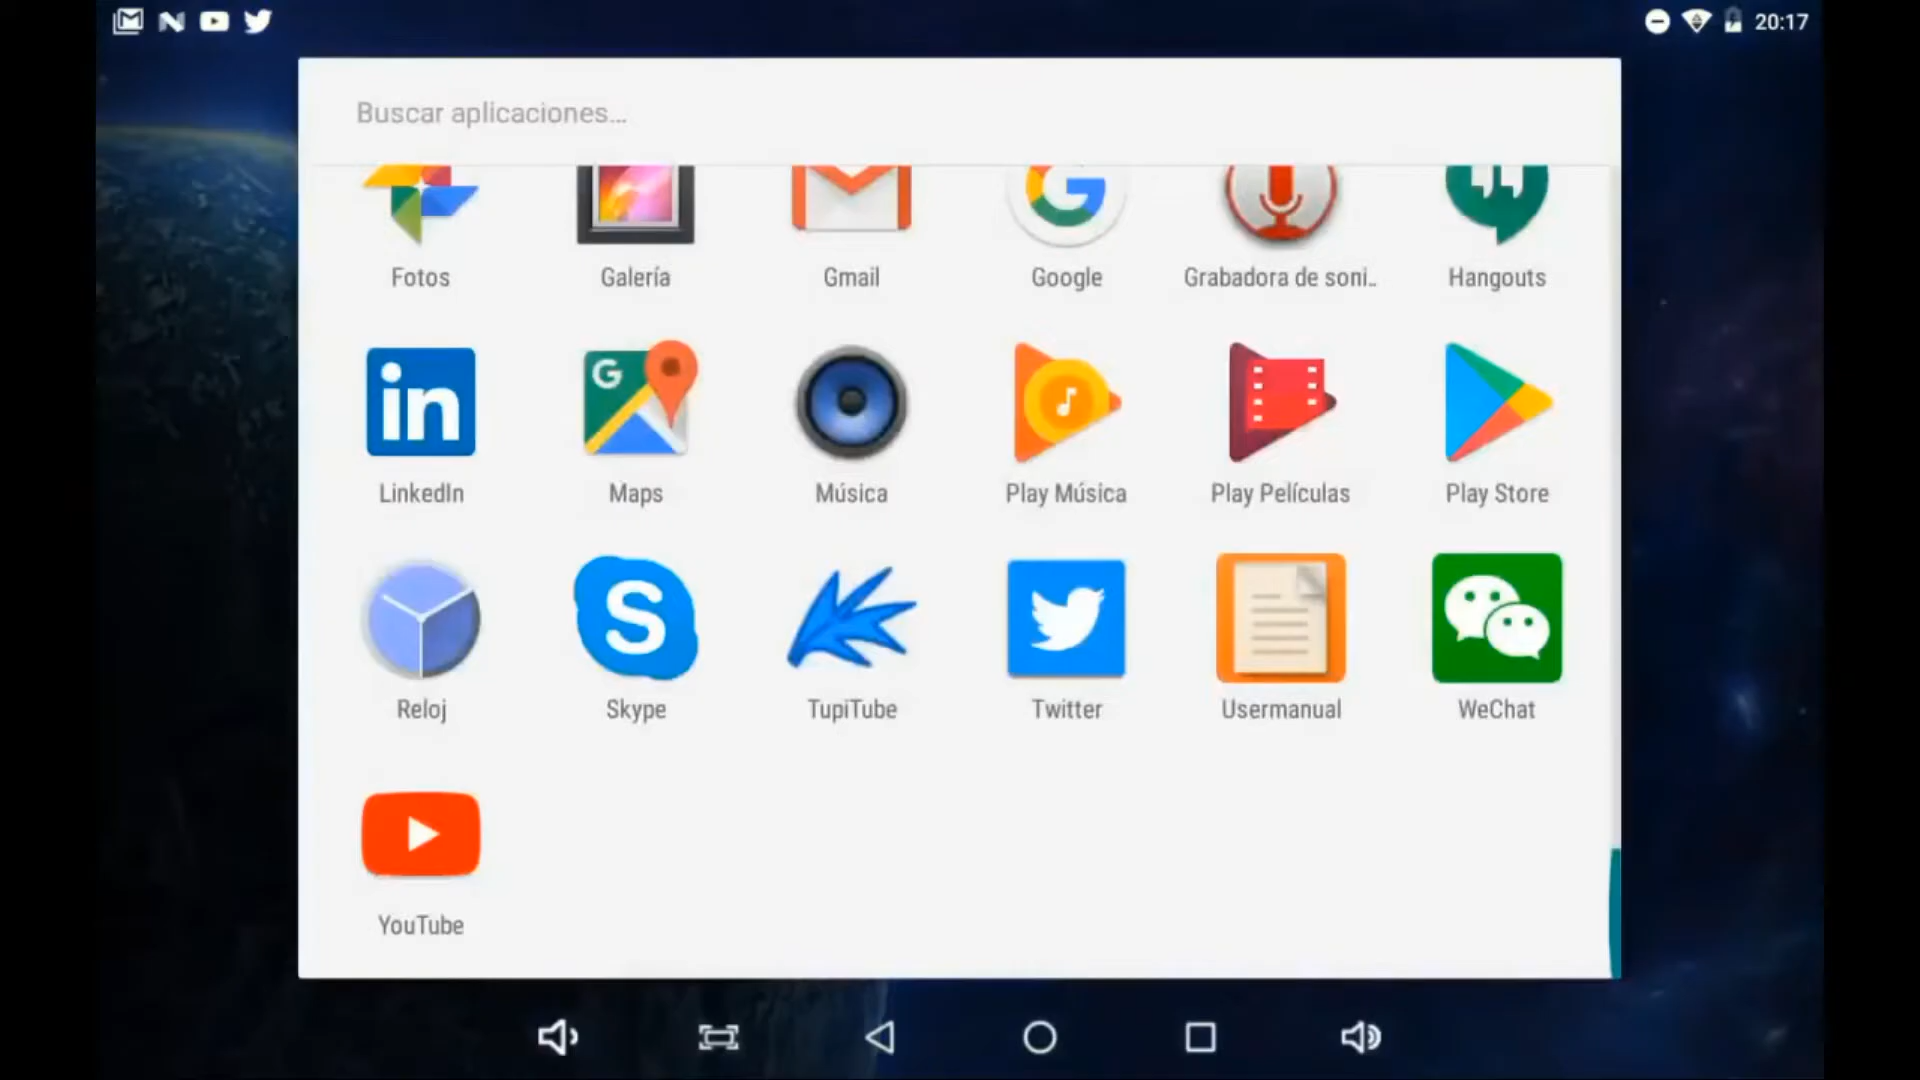 20:17
Buscar aplicaciones...
Fotos
Galería
Gmail
Google
Grabadora de soni..
Hangouts
LinkedIn
Maps
Música
Play Música
Play Películas
Play Store
Reloj
Skype
TupiTube
Twitter
Usermanual
WeChat
YouTube